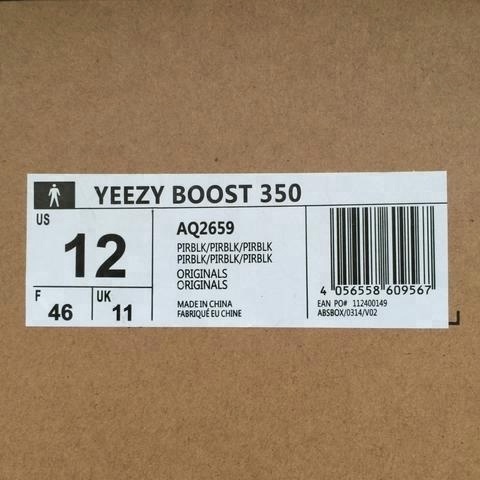 YEEZY BOOST 350
US
12
F
46
UK
11
AQ2659
PIRBLK/PIRBLK/PIRBLK
PIRBLK/PIRBLK/PIRBLK
ORIGINALS
ORIGINALS
MADE IN CHINA
FABRIQUÉ EU CHINE
4 056558 609567
EAN PO# 112400149
ABSBOX/0314/V02